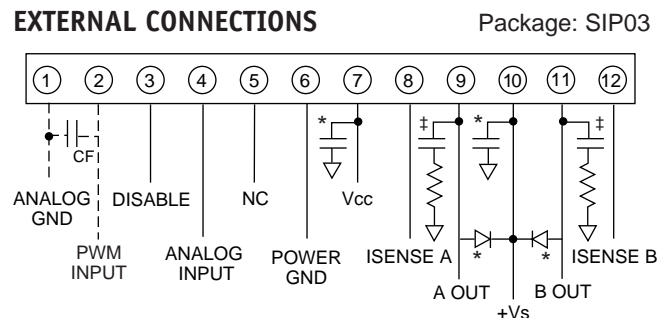 EXTERNAL CONNECTIONS Package: SIP03
1 2 3 4 5 6 7 8 9 10 11 12
* ‡ * ‡
CF
ANALOG GND
DISABLE
NC
Vcc
PWM INPUT
ANALOG INPUT
POWER GND
ISENSE A
* *
ISENSE B
A OUT
B OUT
+Vs